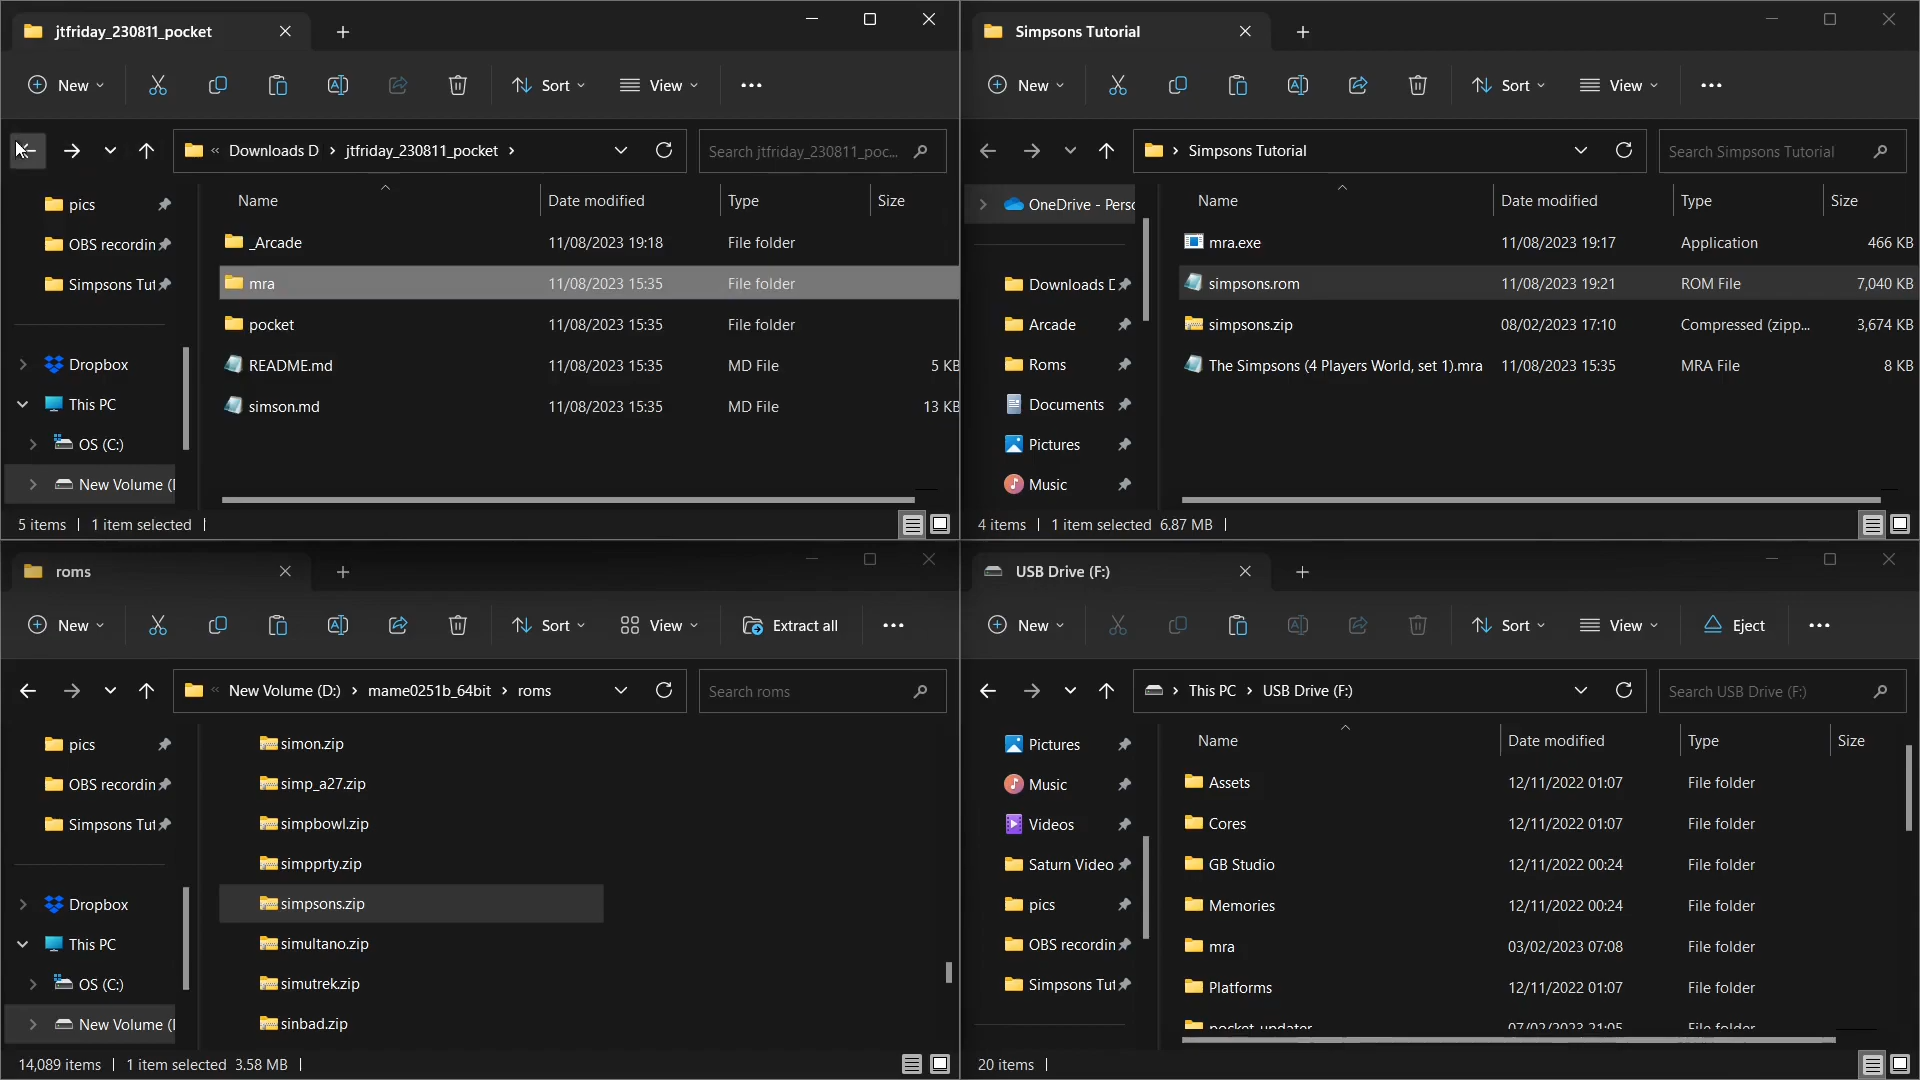 jtfriday_230811_pocket
New
Sort
View
Downloads D
jtfriday_230811_pocket
Search jtfriday_230811_poc...
pics
OBS recordin
Simpsons Tut
Dropbox
This PC
OS (C:)
New Volume (
Name Date modified Type Size
_Arcade 11/08/2023 19:18 File folder
mra 11/08/2023 15:35 File folder
pocket 11/08/2023 15:35 File folder
README.md 11/08/2023 15:35 MD File 5 KB
simson.md 11/08/2023 15:35 MD File 13 KB
5 items 1 item selected
Simpsons Tutorial
New
Sort
View
Simpsons Tutorial
Search Simpsons Tutorial
OneDrive - Perso
Downloads D
Arcade
Roms
Documents
Pictures
Music
Name Date modified Type Size
mra.exe 11/08/2023 19:17 Application 466 KB
simpsons.rom 11/08/2023 19:21 ROM File 7,040 KB
simpsons.zip 08/02/2023 17:10 Compressed (zipp... 3,674 KB
The Simpsons (4 Players World, set 1).mra 11/08/2023 15:35 MRA File 8 KB
4 items 1 item selected 6.87 MB
roms
New
Sort
View
Extract all
New Volume (D:)
mame0251b_64bit
roms
Search roms
pics
OBS recordin
Simpsons Tut
Dropbox
This PC
OS (C:)
New Volume (
simon.zip
simp_a27.zip
simpbowl.zip
simpprty.zip
simpsons.zip
simultano.zip
simutrek.zip
sinbad.zip
14,089 items 1 item selected 3.58 MB
USB Drive (F:)
New
Sort
View
Eject
This PC
USB Drive (F:)
Search USB Drive (F:)
Pictures
Music
Videos
Saturn Video
pics
OBS recordin
Simpsons Tut
Name Date modified Type Size
Assets 12/11/2022 01:07 File folder
Cores 12/11/2022 01:07 File folder
GB Studio 12/11/2022 00:24 File folder
Memories 12/11/2022 00:24 File folder
mra 03/02/2023 07:08 File folder
Platforms 12/11/2022 01:07 File folder
pocket_updater 07/02/2023 21:05 File folder
20 items